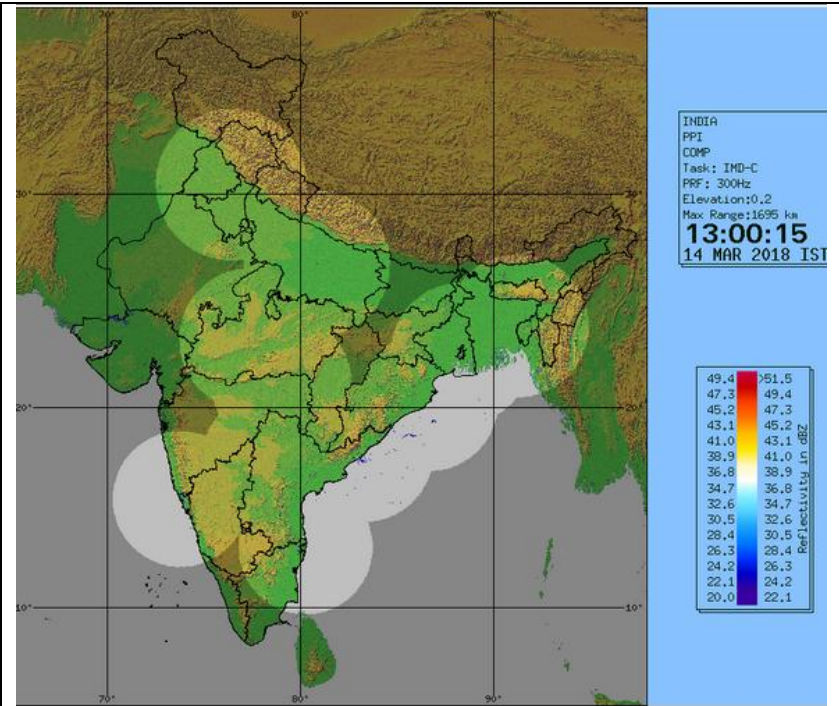 70° 80° 90°
30° 30°
20° 20°
10° 10°
70° 80° 90°
INDIA
PPI
COMP
Task: IMD-C
PRF: 300Hz
Elevation:0.2
Max Range:1695 km
13:00:15
14 MAR 2018 IST
49.4 >51.5
47.3 49.4
45.2 47.3
43.1 45.2
41.0 43.1
38.9 41.0
36.8 38.9
34.7 36.8
32.6 34.7
30.5 32.6
28.4 30.5
26.3 28.4
24.2 26.3
22.1 24.2
20.0 22.1
Reflectivity in dBZ